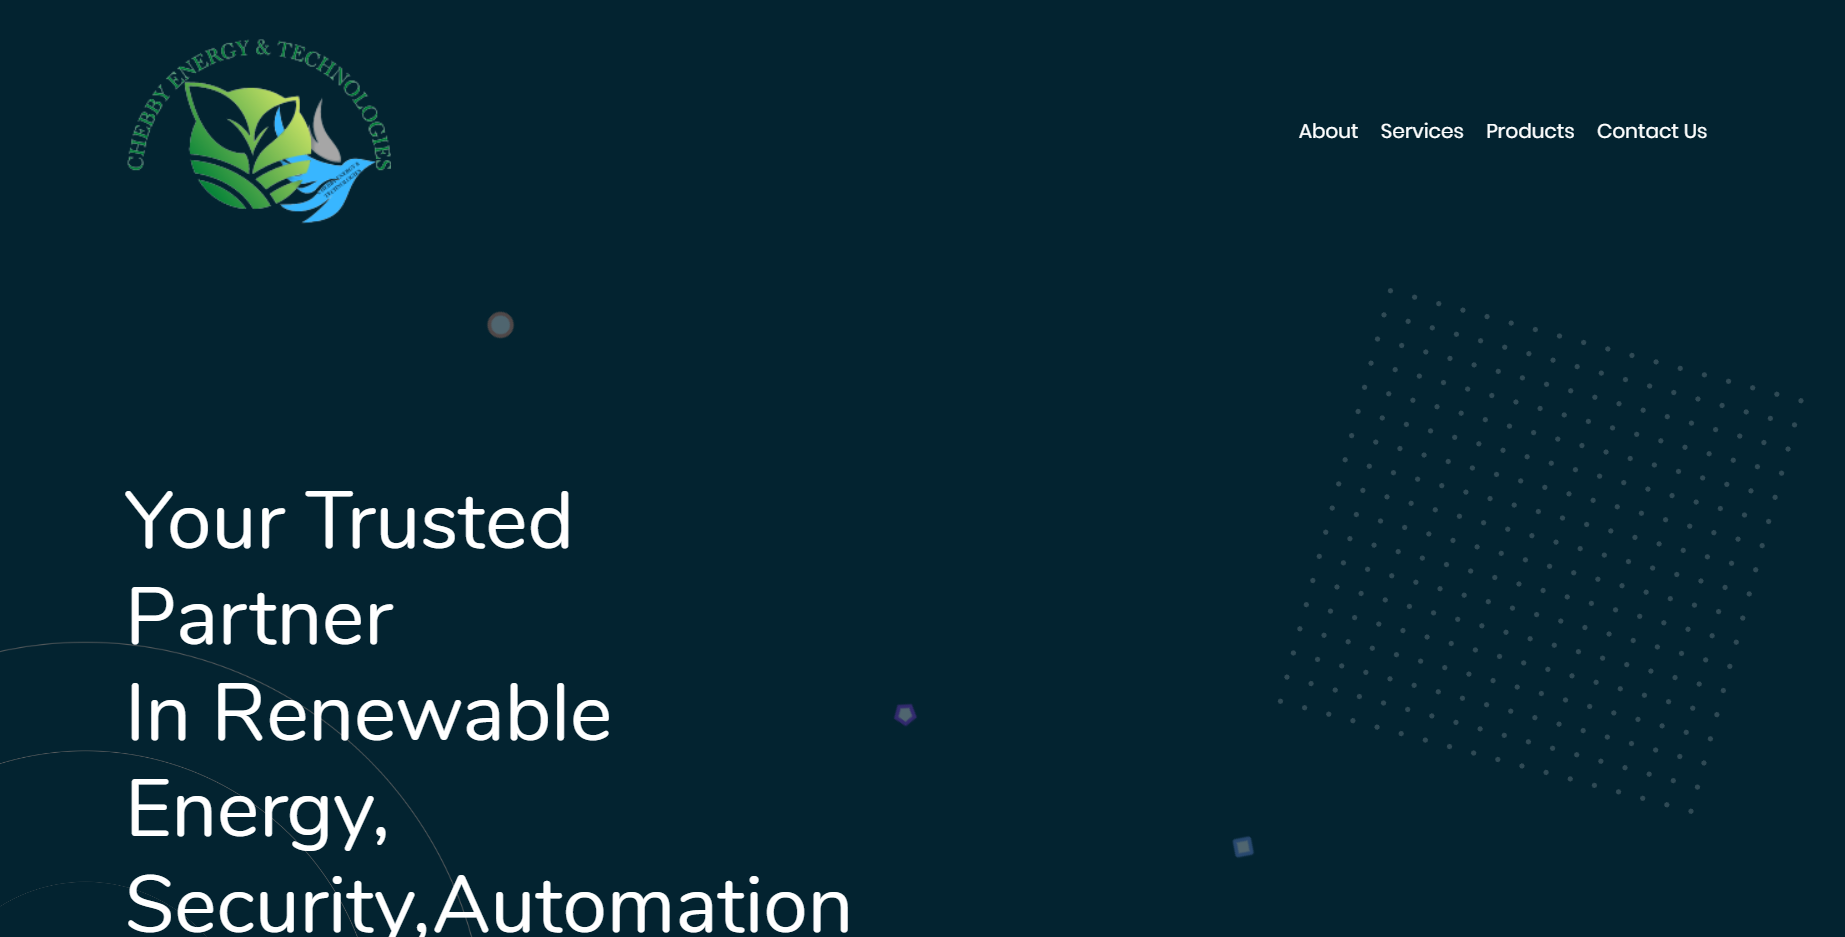 CHEBBY ENERGY & TECHNOLOGIES
About Services Products Contact Us
Your Trusted
Partner
In Renewable
Energy,
Security,Automation